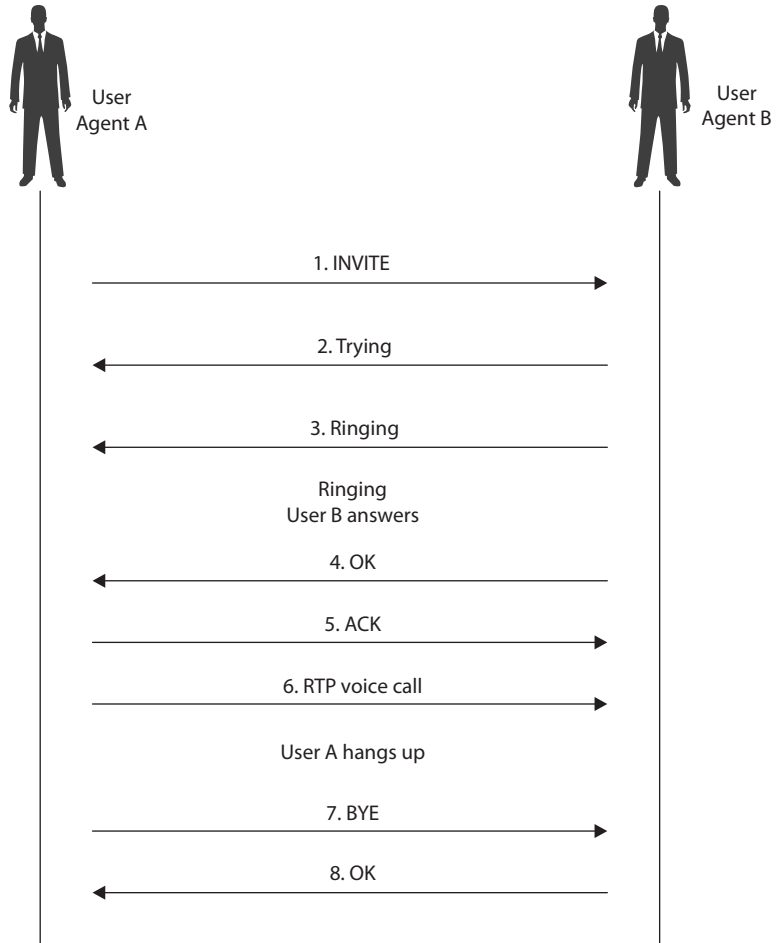 User
Agent A
User
Agent B
1. INVITE
2. Trying
3. Ringing
Ringing
User B answers
4. OK
5. ACK
6. RTP voice call
User A hangs up
7. BYE
8. OK